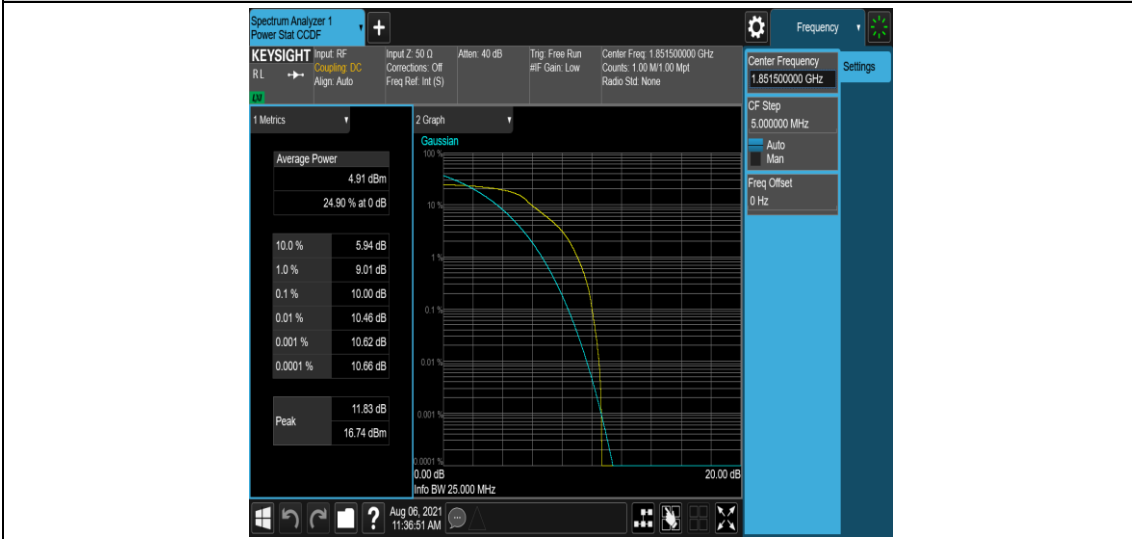 Spectrum Analyzer 1
Power Stat CCDF
+
Frequency
KEYSIGHT
R L
Input: RF
Coupling: DC
Align: Auto
Input Z: 50 Ω
Corrections: Off
Freq Ref: Int (S)
Atten: 40 dB
Trig: Free Run
#IF Gain: Low
Center Freq: 1.851500000 GHz
Counts: 1.00 M/1.00 Mpt
Radio Std: None
Center Frequency
1.851500000 GHz
Settings
CF Step
5.000000 MHz
Auto
Man
Freq Offset
0 Hz
1 Metrics
Average Power
4.91 dBm
24.90 % at 0 dB
10.0 % 5.94 dB
1.0 % 9.01 dB
0.1 % 10.00 dB
0.01 % 10.46 dB
0.001 % 10.62 dB
0.0001 % 10.66 dB
Peak
11.83 dB
16.74 dBm
2 Graph
Gaussian
100 %
10 %
1 %
0.1 %
0.01 %
0.001 %
0.0001 %
0.00 dB
20.00 dB
Info BW 25.000 MHz
?
Aug 06, 2021
11:36:51 AM